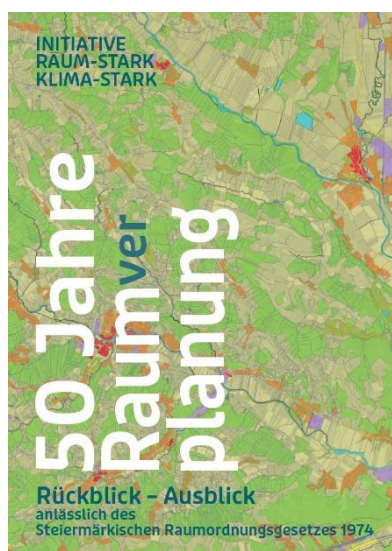 INITIATIVE
RAUM-STARK
KLIMA-STARK
50 Jahre
Raumver
planung
Rückblick – Ausblick
anlässlich des
Steiermärkischen Raumordnungsgesetzes 1974